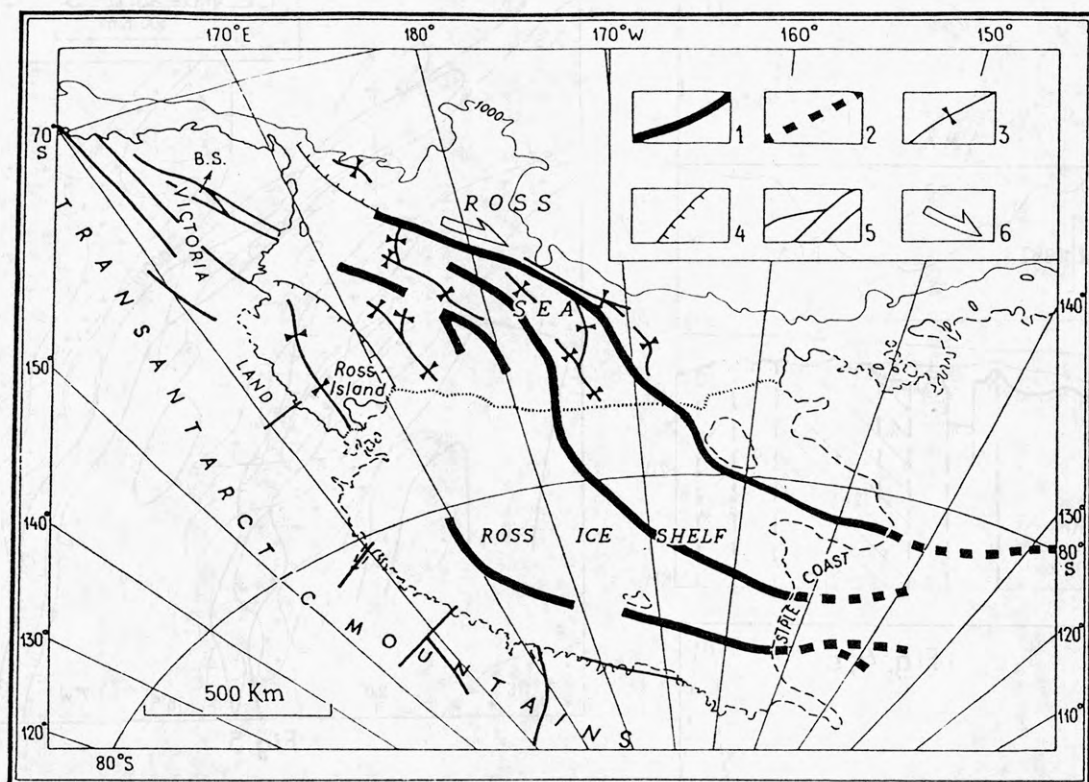 170°E
180°
170°W
160°
150°
1000
1
2
3
4
5
6
70°
S
B.S.
VICTORIA
LAND
ROSS
SEA
Ross
Island
TRANSANTARCTIC MOUNTAINS
ROSS ICE SHELF
SIPLE COAST
140°
130°
80°
S
120°
110°
150°
140°
130°
120°
500 Km
80°S